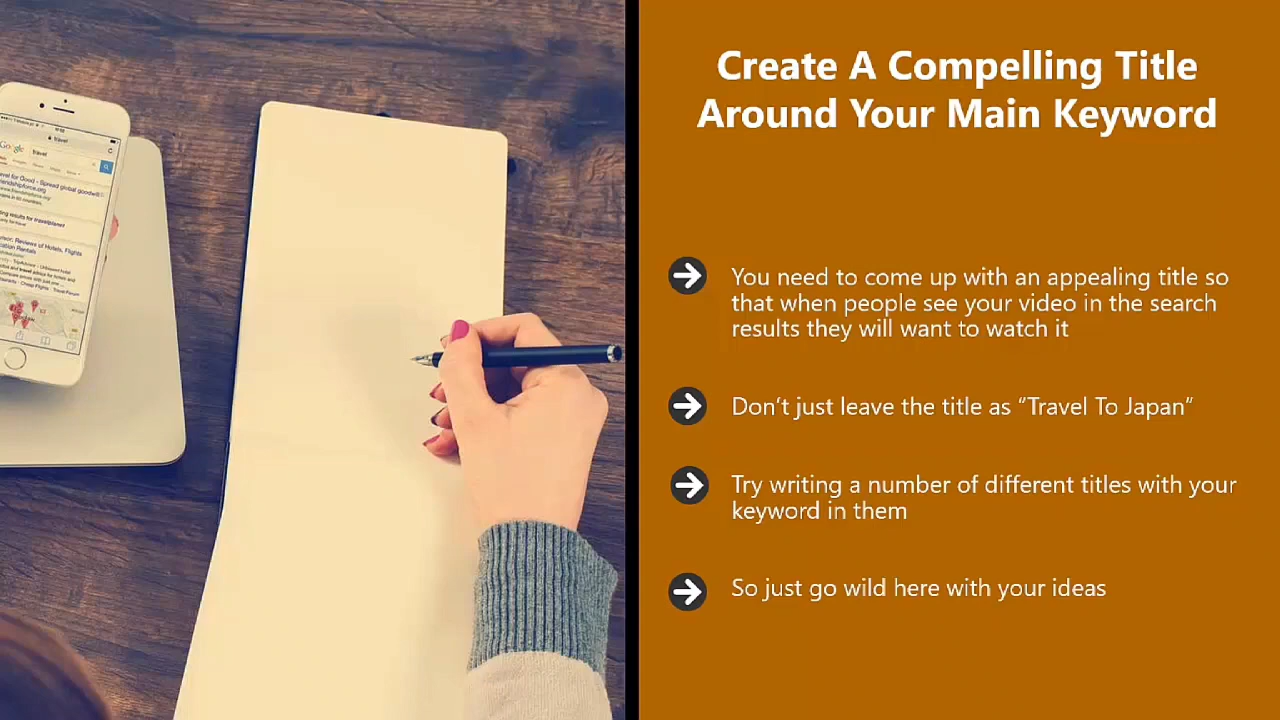 Create A Compelling Title
Around Your Main Keyword
You need to come up with an appealing title so
that when people see your video in the search
results they will want to watch it
Don't just leave the title as “Travel To Japan”
Try writing a number of different titles with your
keyword in them
So just go wild here with your ideas
Google
travel